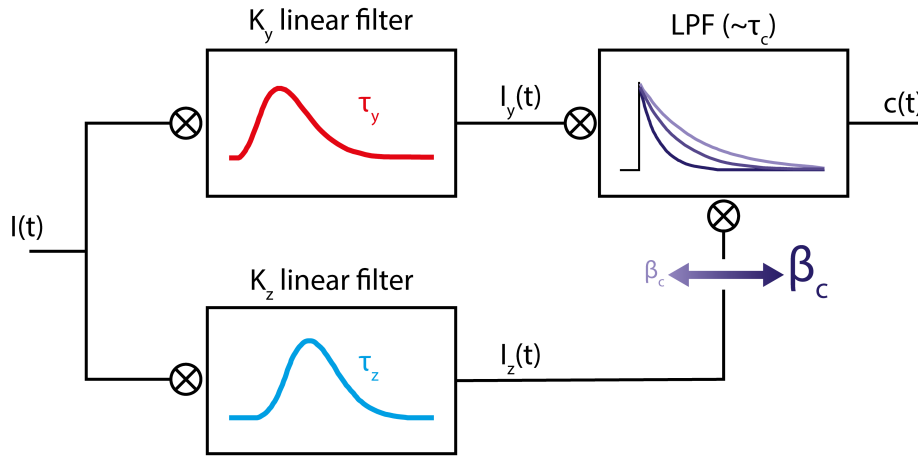 K_y linear filter
LPF (~τ_c)
τ_y
I_y(t)
c(t)
I(t)
β_c
β_c
K_z linear filter
τ_z
I_z(t)